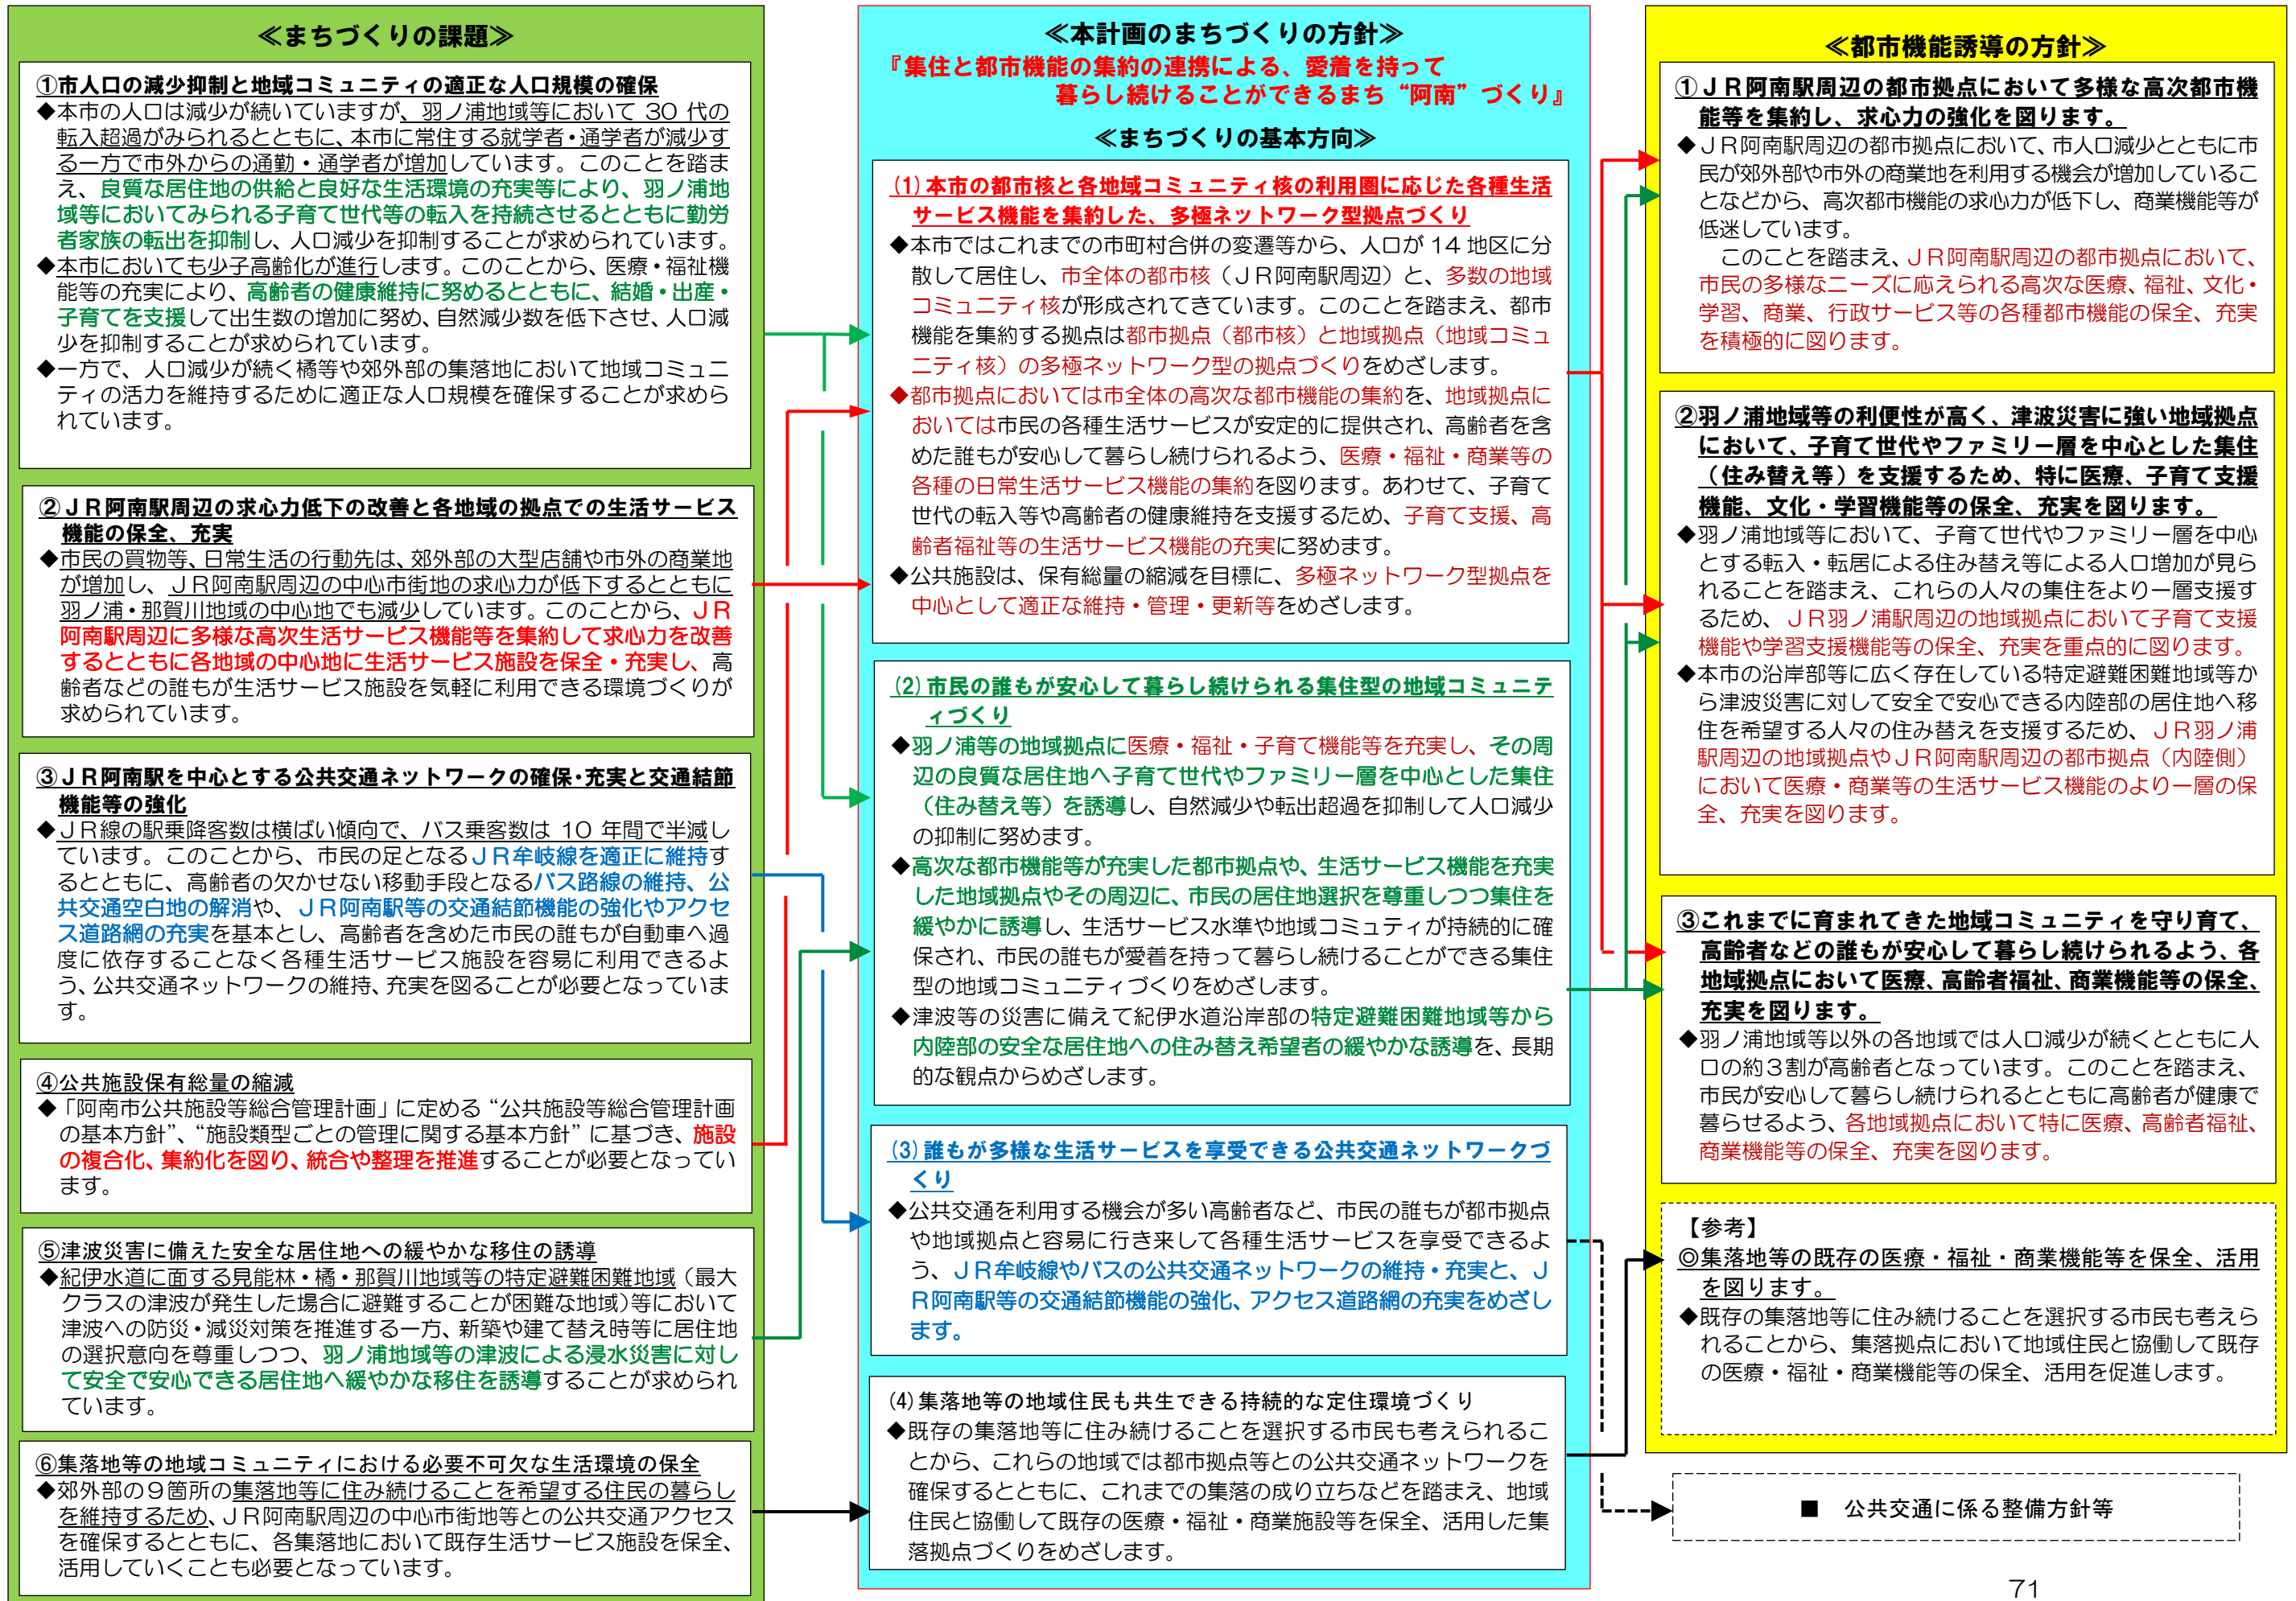 ≪まちづくりの課題≫
①市人口の減少抑制と地域コミュニティの適正な人口規模の確保
◆本市の人口は減少が続いていますが、羽ノ浦地域等において 30 代の
転入超過がみられるとともに、本市に常住する就学者・通学者が減少す
る一方で市外からの通勤・通学者が増加しています。このことを踏ま
え、良質な居住地の供給と良好な生活環境の充実等により、羽ノ浦地
域等においてみられる子育て世代等の転入を持続させるとともに勤労
者家族の転出を抑制し、人口減少を抑制することが求められています。
◆本市においても少子高齢化が進行します。このことから、医療・福祉機
能等の充実により、高齢者の健康維持に努めるとともに、結婚・出産・
子育てを支援して出生数の増加に努め、自然減少数を低下させ、人口減
少を抑制することが求められています。
◆一方で、人口減少が続く橘等や郊外部の集落地において地域コミュニ
ティの活力を維持するために適正な人口規模を確保することが求めら
れています。
②ＪＲ阿南駅周辺の求心力低下の改善と各地域の拠点での生活サービス
機能の保全、充実
◆市民の買物等、日常生活の行動先は、郊外部の大型店舗や市外の商業地
が増加し、ＪＲ阿南駅周辺の中心市街地の求心力が低下するとともに
羽ノ浦・那賀川地域の中心地でも減少しています。このことから、ＪＲ
阿南駅周辺に多様な高次生活サービス機能等を集約して求心力を改善
するとともに各地域の中心地に生活サービス施設を保全・充実し、高
齢者などの誰もが生活サービス施設を気軽に利用できる環境づくりが
求められています。
③ＪＲ阿南駅を中心とする公共交通ネットワークの確保・充実と交通結節
機能等の強化
◆ＪＲ線の駅乗降客数は横ばい傾向で、バス乗客数は 10 年間で半減し
ています。このことから、市民の足となるＪＲ牟岐線を適正に維持す
るとともに、高齢者の欠かせない移動手段となるバス路線の維持、公
共交通空白地の解消や、ＪＲ阿南駅等の交通結節機能の強化やアクセ
ス道路網の充実を基本とし、高齢者を含めた市民の誰もが自動車へ過
度に依存することなく各種生活サービス施設を容易に利用できるよ
う、公共交通ネットワークの維持、充実を図ることが必要となっていま
す。
④公共施設保有総量の縮減
◆「阿南市公共施設等総合管理計画」に定める“公共施設等総合管理計画
の基本方針”、“施設類型ごとの管理に関する基本方針”に基づき、施設
の複合化、集約化を図り、統合や整理を推進することが必要となってい
ます。
⑤津波災害に備えた安全な居住地への緩やかな移住の誘導
◆紀伊水道に面する見能林・橘・那賀川地域等の特定避難困難地域（最大
クラスの津波が発生した場合に避難することが困難な地域）等において
津波への防災・減災対策を推進する一方、新築や建て替え時等に居住地
の選択意向を尊重しつつ、羽ノ浦地域等の津波による浸水災害に対し
て安全で安心できる居住地へ緩やかな移住を誘導することが求められ
ています。
⑥集落地等の地域コミュニティにおける必要不可欠な生活環境の保全
◆郊外部の９箇所の集落地等に住み続けることを希望する住民の暮らし
を維持するため、ＪＲ阿南駅周辺の中心市街地等との公共交通アクセス
を確保するとともに、各集落地において既存生活サービス施設を保全、
活用していくことも必要となっています。
≪本計画のまちづくりの方針≫
『集住と都市機能の集約の連携による、愛着を持って
暮らし続けることができるまち“阿南”づくり』
≪まちづくりの基本方向≫
(1)本市の都市核と各地域コミュニティ核の利用圏に応じた各種生活
サービス機能を集約した、多極ネットワーク型拠点づくり
◆本市ではこれまでの市町村合併の変遷等から、人口が 14 地区に分
散して居住し、市全体の都市核（ＪＲ阿南駅周辺）と、多数の地域
コミュニティ核が形成されてきています。このことを踏まえ、都市
機能を集約する拠点は都市拠点（都市核）と地域拠点（地域コミュ
ニティ核）の多極ネットワーク型の拠点づくりをめざします。
◆都市拠点においては市全体の高次な都市機能の集約を、地域拠点に
おいては市民の各種生活サービスが安定的に提供され、高齢者を含
めた誰もが安心して暮らし続けられるよう、医療・福祉・商業等の
各種の日常生活サービス機能の集約を図ります。あわせて、子育て
世代の転入等や高齢者の健康維持を支援するため、子育て支援、高
齢者福祉等の生活サービス機能の充実に努めます。
◆公共施設は、保有総量の縮減を目標に、多極ネットワーク型拠点を
中心として適正な維持・管理・更新等をめざします。
(2)市民の誰もが安心して暮らし続けられる集住型の地域コミュニテ
ィづくり
◆羽ノ浦等の地域拠点に医療・福祉・子育て機能等を充実し、その周
辺の良質な居住地へ子育て世代やファミリー層を中心とした集住
（住み替え等）を誘導し、自然減少や転出超過を抑制して人口減少
の抑制に努めます。
◆高次な都市機能等が充実した都市拠点や、生活サービス機能を充実
した地域拠点やその周辺に、市民の居住地選択を尊重しつつ集住を
緩やかに誘導し、生活サービス水準や地域コミュティが持続的に確
保され、市民の誰もが愛着を持って暮らし続けることができる集住
型の地域コミュニティづくりをめざします。
◆津波等の災害に備えて紀伊水道沿岸部の特定避難困難地域等から
内陸部の安全な居住地への住み替え希望者の緩やかな誘導を、長期
的な観点からめざします。
(3)誰もが多様な生活サービスを享受できる公共交通ネットワークづ
くり
◆公共交通を利用する機会が多い高齢者など、市民の誰もが都市拠点
や地域拠点と容易に行き来して各種生活サービスを享受できるよ
う、ＪＲ牟岐線やバスの公共交通ネットワークの維持・充実と、Ｊ
Ｒ阿南駅等の交通結節機能の強化、アクセス道路網の充実をめざし
ます。
(4)集落地等の地域住民も共生できる持続的な定住環境づくり
◆既存の集落地等に住み続けることを選択する市民も考えられるこ
とから、これらの地域では都市拠点等との公共交通ネットワークを
確保するとともに、これまでの集落の成り立ちなどを踏まえ、地域
住民と協働して既存の医療・福祉・商業施設等を保全、活用した集
落拠点づくりをめざします。
≪都市機能誘導の方針≫
①ＪＲ阿南駅周辺の都市拠点において多様な高次都市機
能等を集約し、求心力の強化を図ります。
◆ＪＲ阿南駅周辺の都市拠点において、市人口減少とともに市
民が郊外部や市外の商業地を利用する機会が増加しているこ
となどから、高次都市機能の求心力が低下し、商業機能等が
低迷しています。
このことを踏まえ、ＪＲ阿南駅周辺の都市拠点において、
市民の多様なニーズに応えられる高次な医療、福祉、文化・
学習、商業、行政サービス等の各種都市機能の保全、充実
を積極的に図ります。
②羽ノ浦地域等の利便性が高く、津波災害に強い地域拠点
において、子育て世代やファミリー層を中心とした集住
（住み替え等）を支援するため、特に医療、子育て支援
機能、文化・学習機能等の保全、充実を図ります。
◆羽ノ浦地域等において、子育て世代やファミリー層を中心
とする転入・転居による住み替え等による人口増加が見ら
れることを踏まえ、これらの人々の集住をより一層支援す
るため、ＪＲ羽ノ浦駅周辺の地域拠点において子育て支援
機能や学習支援機能等の保全、充実を重点的に図ります。
◆本市の沿岸部等に広く存在している特定避難困難地域等か
ら津波災害に対して安全で安心できる内陸部の居住地へ移
住を希望する人々の住み替えを支援するため、ＪＲ羽ノ浦
駅周辺の地域拠点やＪＲ阿南駅周辺の都市拠点（内陸側）
において医療・商業等の生活サービス機能のより一層の保
全、充実を図ります。
③これまでに育まれてきた地域コミュニティを守り育て、
高齢者などの誰もが安心して暮らし続けられるよう、各
地域拠点において医療、高齢者福祉、商業機能等の保全、
充実を図ります。
◆羽ノ浦地域等以外の各地域では人口減少が続くとともに人
口の約３割が高齢者となっています。このことを踏まえ、
市民が安心して暮らし続けられるとともに高齢者が健康で
暮らせるよう、各地域拠点において特に医療、高齢者福祉、
商業機能等の保全、充実を図ります。
【参考】
◎集落地等の既存の医療・福祉・商業機能等を保全、活用
を図ります。
◆既存の集落地等に住み続けることを選択する市民も考えら
れることから、集落拠点において地域住民と協働して既存
の医療・福祉・商業機能等の保全、活用を促進します。
■ 公共交通に係る整備方針等
71